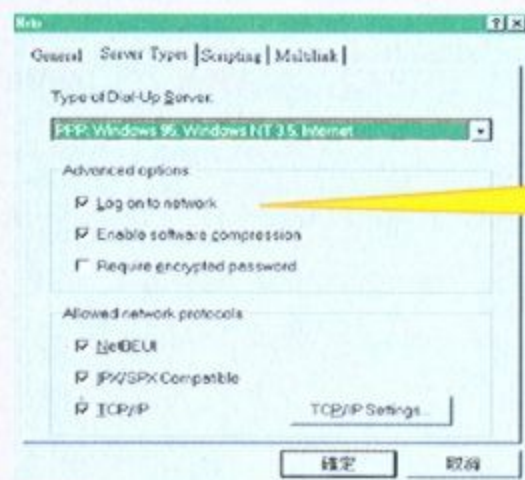 General Server Types Scripting Multilink
Type of Dial-Up Server:
PPP: Windows 95, Windows NT 3.5, Internet
Advanced options
Log on to network
Enable software compression
Require encrypted password
Allowed network protocols
NetBEUI
IPX/SPX Compatible
TCP/IP
TCP/IP Settings...
確定 取消